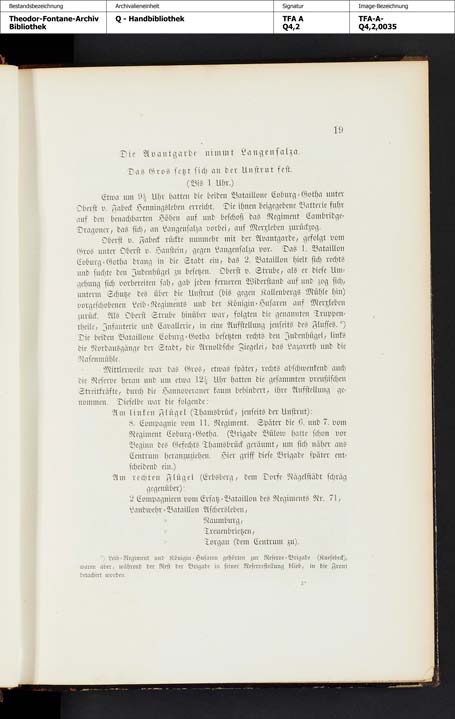 Bestandsbezeichnung Archivalieneinheit Signatur Image-Bezeichnung
Theodor-Fontane-Archiv Q - Handbibliothek TFA A TFA-A-
Bibliothek Q4,2 Q4,2,0035
19
Die Avantgarde nimmt Langensalza.
Das Gros setzt sich an der Unstrut fest.
(Bis 1 Uhr.)
Etwa um 9½ Uhr hatten die beiden Bataillone Coburg-Gotha unter
Oberst v. Fabeck Henningsleben erreicht. Die ihnen beigegebene Batterie fuhr
auf den benachbarten Höhen auf und beschoß das Regiment Cambridge-
Dragoner, das sich, an Langensalza vorbei, auf Merxleben zurückzog.
Oberst v. Fabeck rückte nunmehr mit der Avantgarde, gefolgt vom
Gros unter Oberst v. Hanstein, gegen Langensalza vor. Das 1. Bataillon
Coburg-Gotha drang in die Stadt ein, das 2. Bataillon hielt sich rechts
und suchte den Judenhügel zu besetzen. Oberst v. Strube, als er diese Um-
gehung sich vorbereiten sah, gab jeden ferneren Widerstand auf und zog sich,
unterm Schutze des über die Unstrut (bis gegen Kallenbergs Mühle hin)
vorgeschobenen Leib-Regiments und der Königin-Husaren auf Merxleben
zurück. Als Oberst Strube hinüber war, folgten die genannten Truppen-
theile, Infanterie und Cavallerie, in eine Aufstellung jenseits des Flusses.*)
Die beiden Bataillone Coburg-Gotha besetzten rechts den Judenhügel, links
die Nordausgänge der Stadt, die Arnoldsche Ziegelei, das Lazareth und die
Rasenmühle.
Mittlerweile war das Gros, etwas später, rechts abschwenkend auch
die Reserve heran und um etwa 12½ Uhr hatten die gesammten preußischen
Streitkräfte, durch die Hannoveraner kaum behindert, ihre Aufstellung ge-
nommen. Dieselbe war die folgende:
Am linken Flügel (Thamsbrück, jenseits der Unstrut):
8. Compagnie vom 11. Regiment. Später die 6. und 7. vom
Regiment Coburg-Gotha. (Brigade Bülow hatte schon vor
Beginn des Gefechts Thamsbrück geräumt, um sich näher ans
Centrum heranzuziehen. Hier griff diese Brigade später ent-
scheidend ein.)
Am rechten Flügel (Erbsberg, dem Dorfe Nägelstädt schräg
gegenüber):
2 Compagnieen vom Ersatz-Bataillon des Regiments Nr. 71,
Landwehr-Bataillon Aschersleben,
" Naumburg,
" Treuenbrietzen,
" Torgau (dem Centrum zu).
*) Leib-Regiment und Königin-Husaren gehörten zur Reserve-Brigade (Knesebeck),
waren aber, während der Rest der Brigade in seiner Reservestellung blieb, in die Front
detachirt worden.
2*